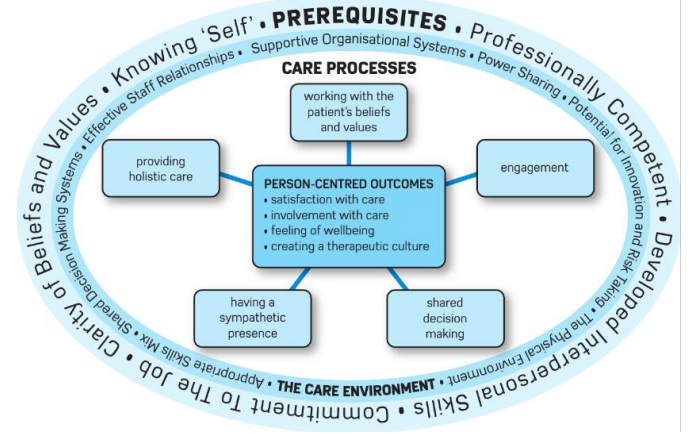 PREREQUISITES • Professionally Competent • Developed Interpersonal Skills • Commitment To The Job • Clarity of Beliefs and Values • Knowing 'Self' •
Supportive Organisational Systems • Power Sharing • Potential for Innovation and Risk Taking • The Physical Environment • THE CARE ENVIRONMENT • Appropriate Skills Mix • Shared Decision Making Systems • Effective Staff Relationships •
CARE PROCESSES
working with the
patient's beliefs
and values
providing
holistic care
engagement
PERSON-CENTRED OUTCOMES
• satisfaction with care
• involvement with care
• feeling of wellbeing
• creating a therapeutic culture
having a
sympathetic
presence
shared
decision
making